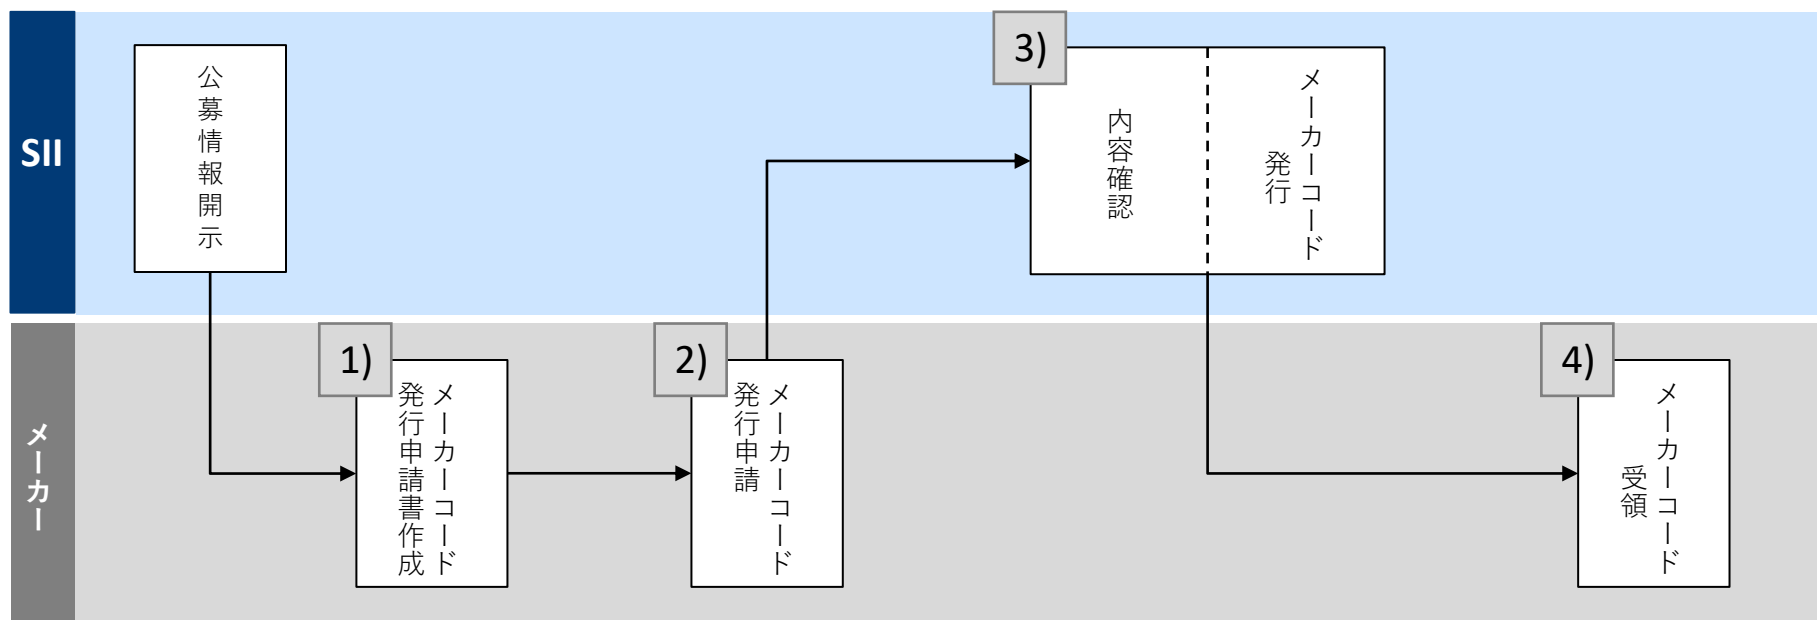 SII
公募情報開示
3)
内容確認
メーカーコード
発行
メーカー
1)
メーカーコード
発行申請書作成
2)
メーカーコード
発行申請
4)
メーカーコード
受領